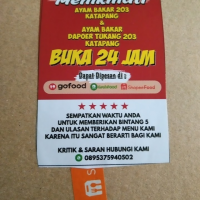 Menikmati
AYAM BAKAR 203
KATAPANG
&
AYAM BAKAR
DAPOER TUKANG 203
KATAPANG
BUKA 24 JAM
Dapat Dipesan di :
gofood
ShopeeFood
SEMPATKAN WAKTU ANDA
UNTUK MEMBERIKAN BINTANG 5
DAN ULASAN TERHADAP MENU KAMI
KARENA ITU SANGAT BERARTI BAGI KAMI
KRITIK & SARAN HUBUNGI KAMI
0895375940502